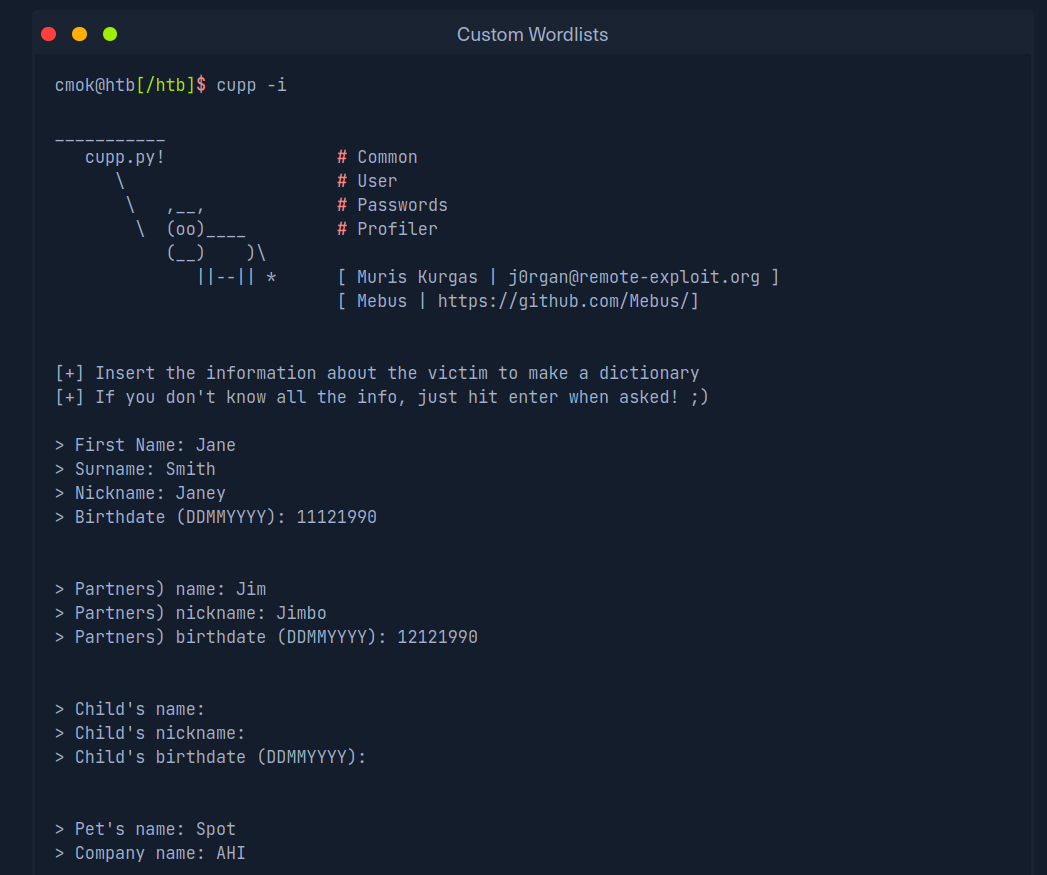 Custom Wordlists
cmok@htb[/htb]$ cupp -i
___________
   cupp.py!                 # Common
      \                     # User
       \   ,__,             # Passwords
        \  (oo)____         # Profiler
           (__)    )\
              ||--|| *      [ Muris Kurgas | j0rgan@remote-exploit.org ]
                            [ Mebus | https://github.com/Mebus/]
[+] Insert the information about the victim to make a dictionary
[+] If you don't know all the info, just hit enter when asked! ;)
> First Name: Jane
> Surname: Smith
> Nickname: Janey
> Birthdate (DDMMYYYY): 11121990
> Partners) name: Jim
> Partners) nickname: Jimbo
> Partners) birthdate (DDMMYYYY): 12121990
> Child's name:
> Child's nickname:
> Child's birthdate (DDMMYYYY):
> Pet's name: Spot
> Company name: AHI